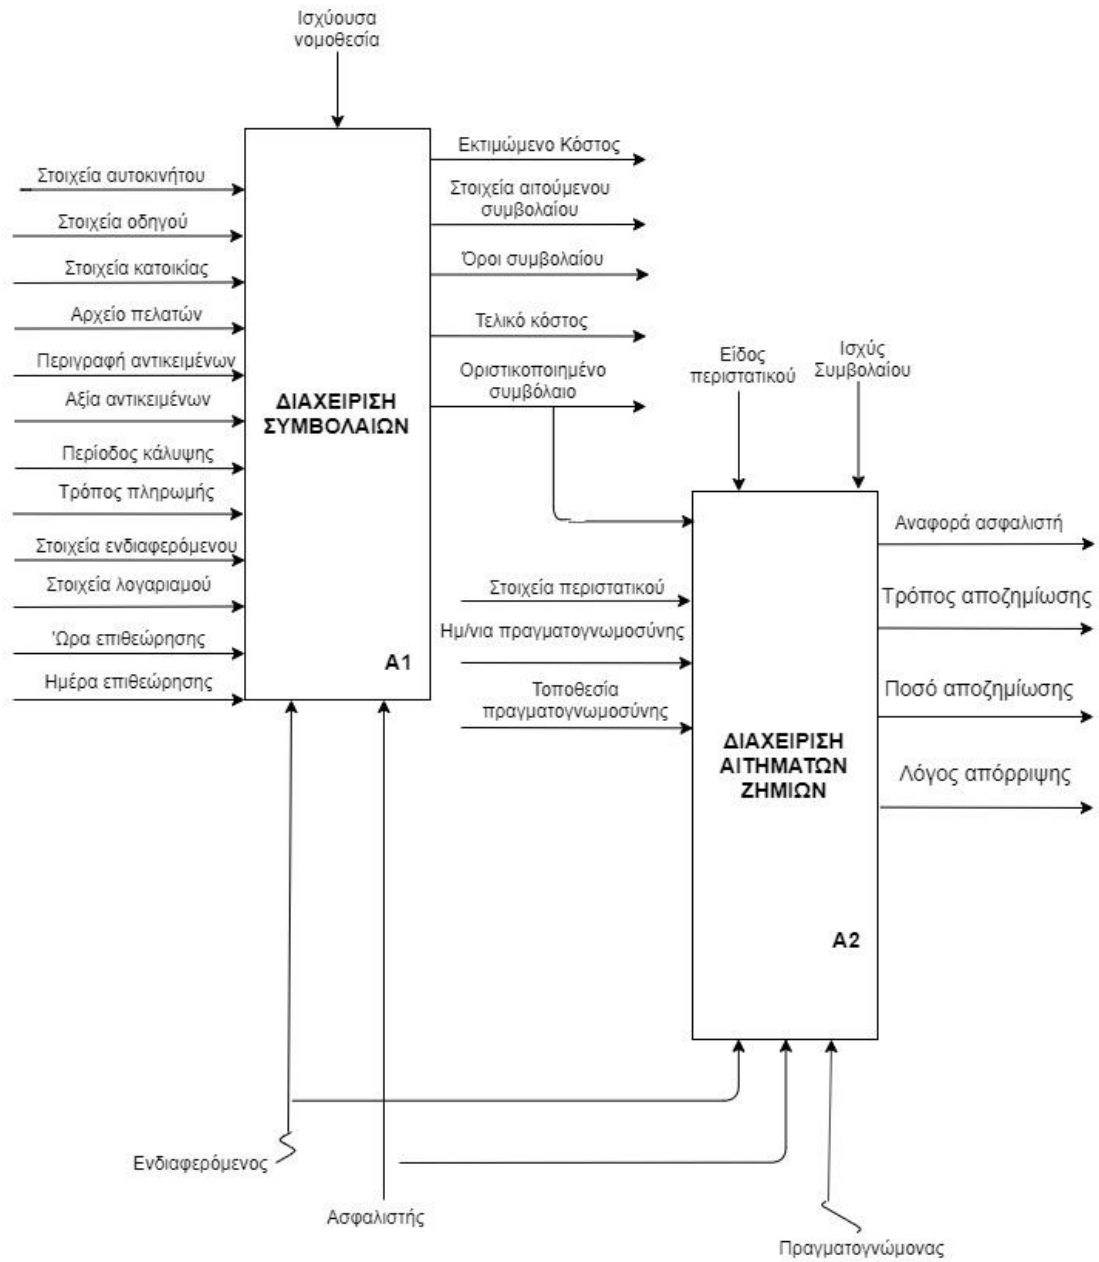 Ισχύουσα
νομοθεσία
Στοιχεία αυτοκινήτου
Στοιχεία οδηγού
Στοιχεία κατοικίας
Αρχείο πελατών
Περιγραφή αντικειμένων
Αξία αντικειμένων
Περίοδος κάλυψης
Τρόπος πληρωμής
Στοιχεία ενδιαφερόμενου
Στοιχεία λογαριασμού
'Ώρα επιθεώρησης
Ημέρα επιθεώρησης
ΔΙΑΧΕΙΡΙΣΗ
ΣΥΜΒΟΛΑΙΩΝ
A1
Εκτιμώμενο Κόστος
Στοιχεία αιτούμενου
συμβολαίου
Όροι συμβολαίου
Τελικό κόστος
Οριστικοποιημένο
συμβόλαιο
Είδος
περιστατικού
Ισχύς
Συμβολαίου
Στοιχεία περιστατικού
Ημ/νια πραγματογνωμοσύνης
Τοποθεσία
πραγματογνωμοσύνης
ΔΙΑΧΕΙΡΙΣΗ
ΑΙΤΗΜΑΤΩΝ
ΖΗΜΙΩΝ
A2
Αναφορά ασφαλιστή
Τρόπος αποζημίωσης
Ποσό αποζημίωσης
Λόγος απόρριψης
Ενδιαφερόμενος
Ασφαλιστής
Πραγματογνώμονας